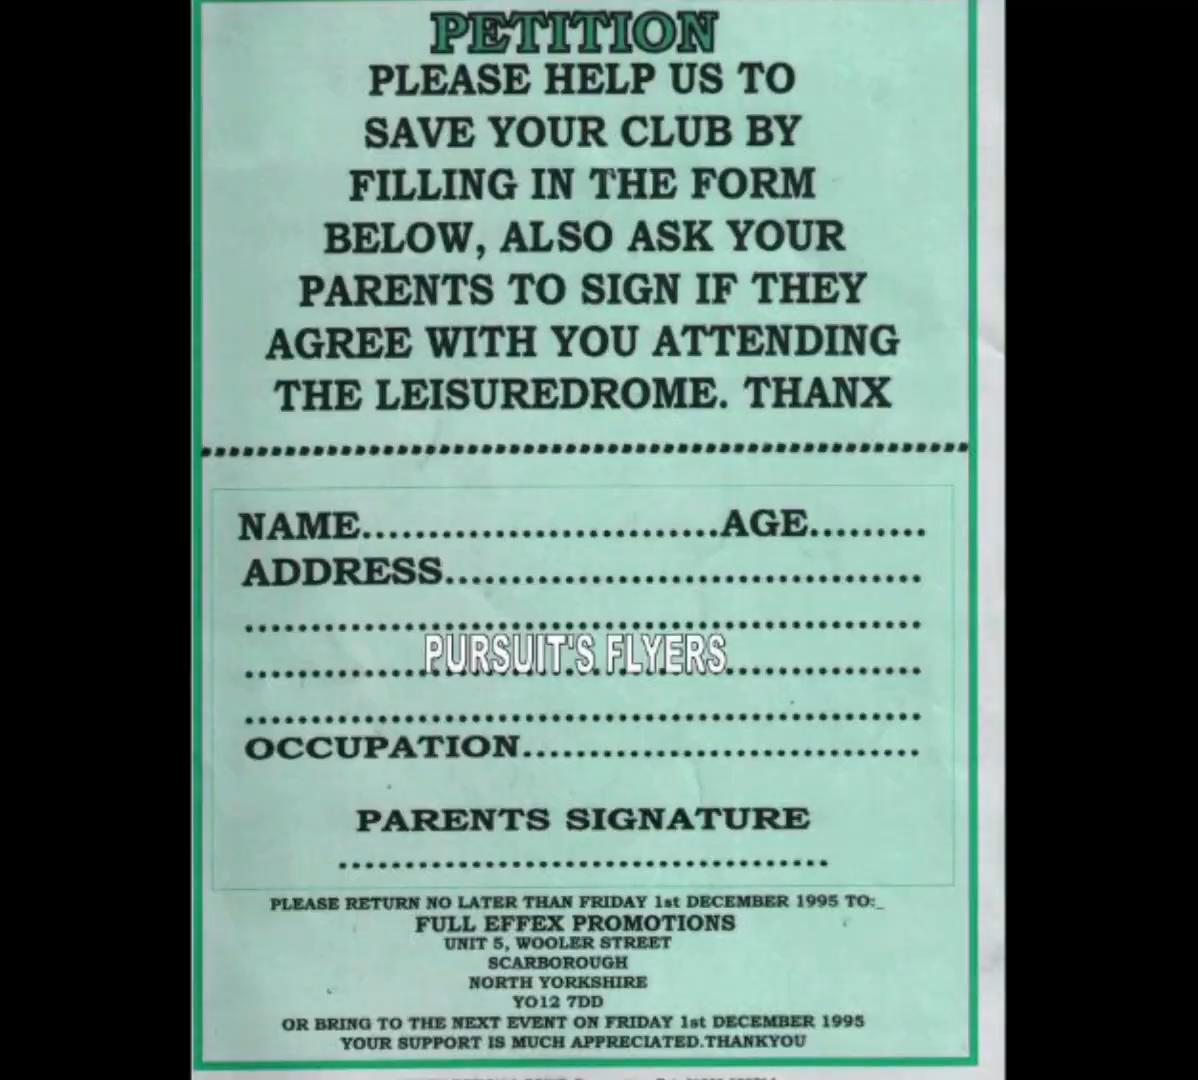 PETITION
PLEASE HELP US TO
SAVE YOUR CLUB BY
FILLING IN THE FORM
BELOW, ALSO ASK YOUR
PARENTS TO SIGN IF THEY
AGREE WITH YOU ATTENDING
THE LEISUREDROME. THANX
NAME...........................AGE.........
ADDRESS....................................
PURSUIT'S FLYERS
OCCUPATION..............................
PARENTS SIGNATURE
.....................................
PLEASE RETURN NO LATER THAN FRIDAY 1st DECEMBER 1995 TO:_
FULL EFFEX PROMOTIONS
UNIT 5, WOOLER STREET
SCARBOROUGH
NORTH YORKSHIRE
YO12 7DD
OR BRING TO THE NEXT EVENT ON FRIDAY 1st DECEMBER 1995
YOUR SUPPORT IS MUCH APPRECIATED.THANKYOU